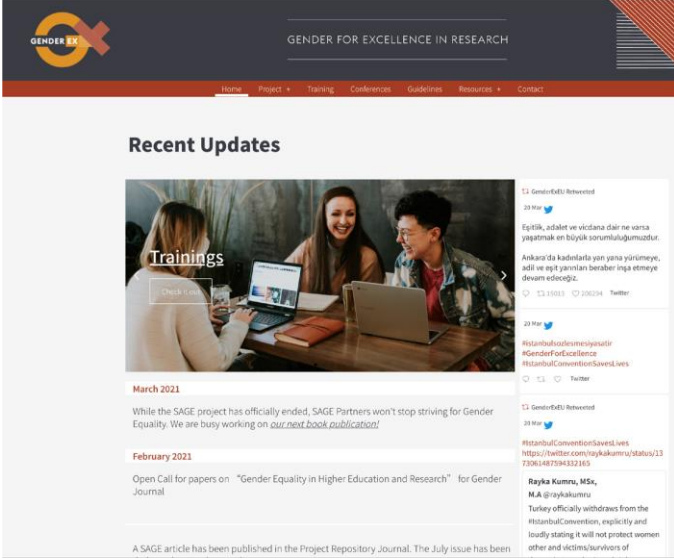 GENDER EX
GENDER FOR EXCELLENCE IN RESEARCH
Home Project + Training Conferences Guidelines Resources + Contact
Recent Updates
Trainings
Check it out
March 2021
While the SAGE project has officially ended, SAGE Partners won't stop striving for Gender
Equality. We are busy working on our next book publication!
February 2021
Open Call for papers on “Gender Equality in Higher Education and Research” for Gender
Journal
A SAGE article has been published in the Project Repository Journal. The July issue has been
GenderExEU Retweeted
20 Mar
Eşitlik, adalet ve vicdana dair ne varsa
yaşatmak en büyük sorumluluğumuzdur.
Ankara'da kadınlarla yan yana yürümeye,
adil ve eşit yarınları beraber inşa etmeye
devam edeceğiz.
15013 208234 Twitter
20 Mar
#istanbulsozlesmesiyasatir
#GenderForExcellence
#IstanbulConventionSavesLives
Twitter
GenderExEU Retweeted
20 Mar
#IstanbulConventionSavesLives
https://twitter.com/raykakumru/status/13
73061487594332165
Rayka Kumru, MSx,
M.A @raykakumru
Turkey officially withdraws from the
#IstanbulConvention, explicitly and
loudly stating it will not protect women
other and victims/survivors of